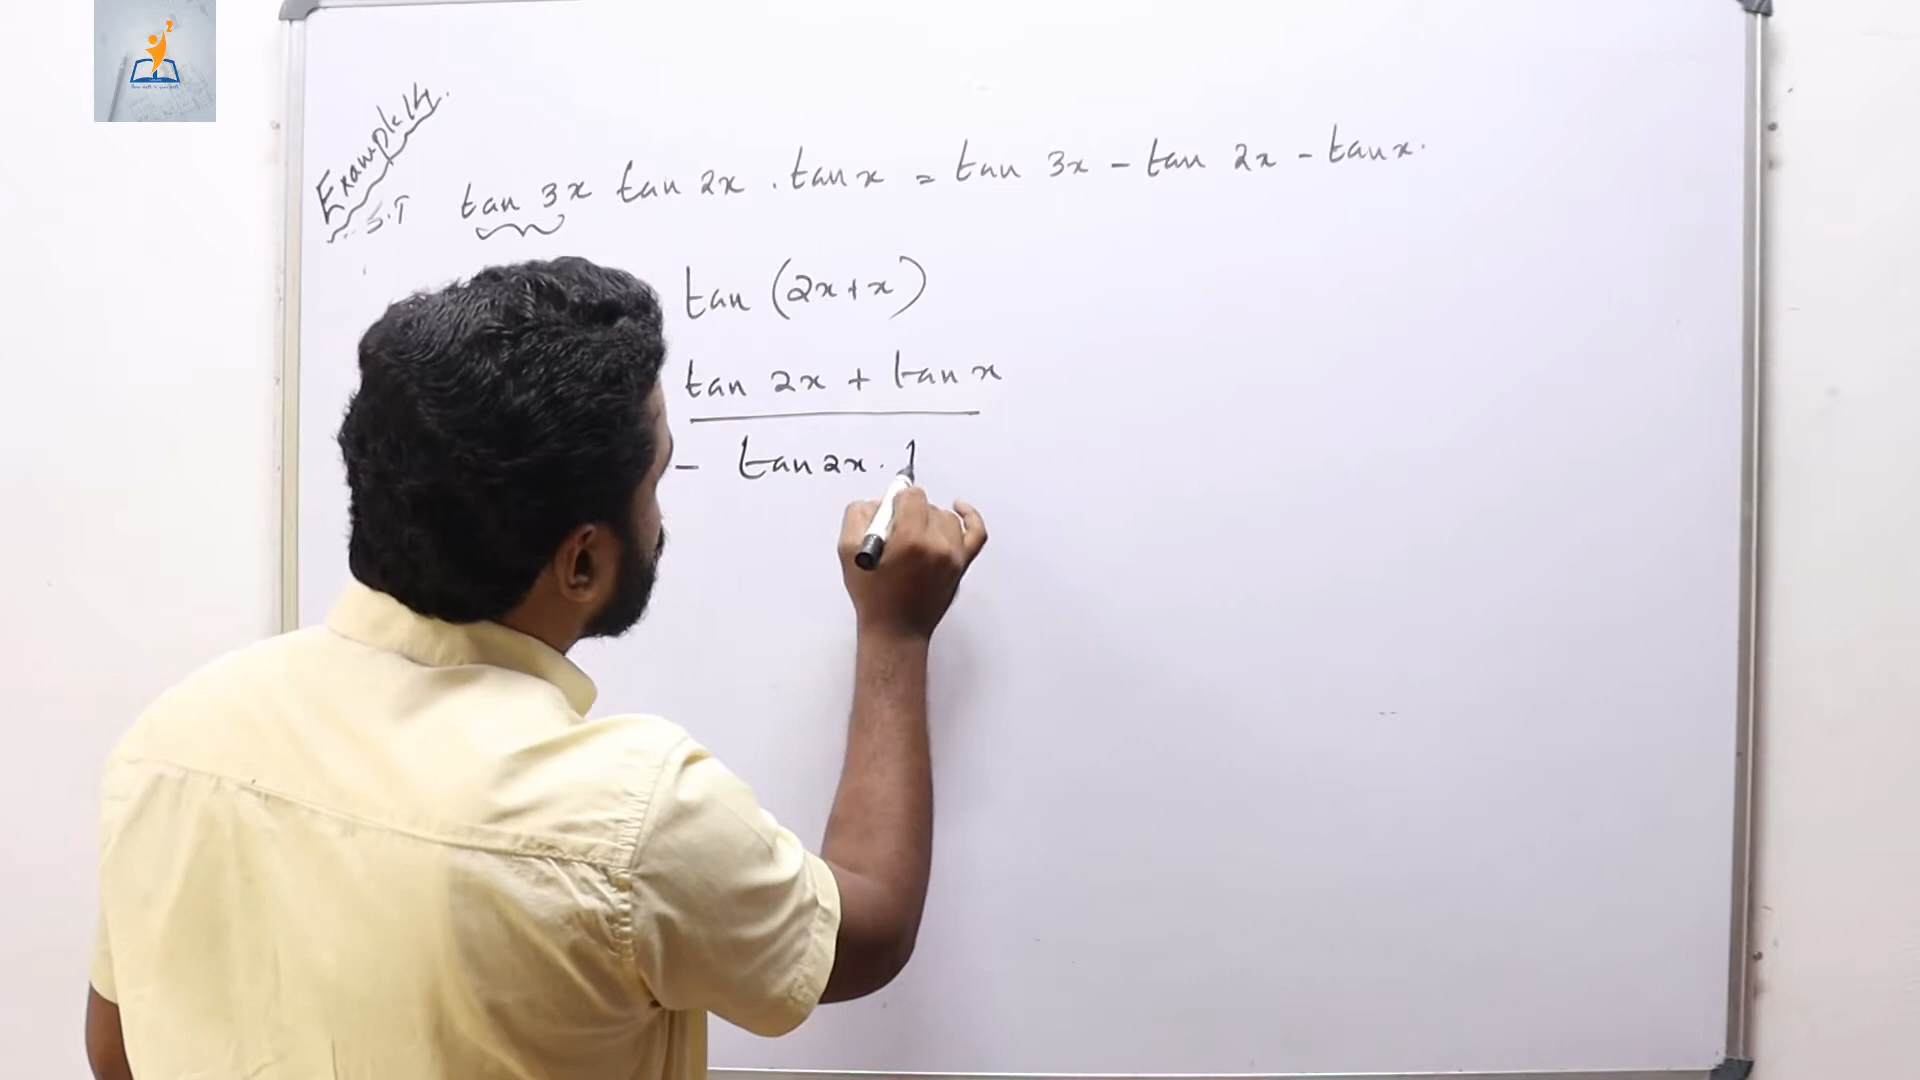 Example 14.
S.T tan 3x tan 2x . tan x = tan 3x - tan 2x - tan x.
tan (2x+x)
tan 2x + tan x
- tan 2x .